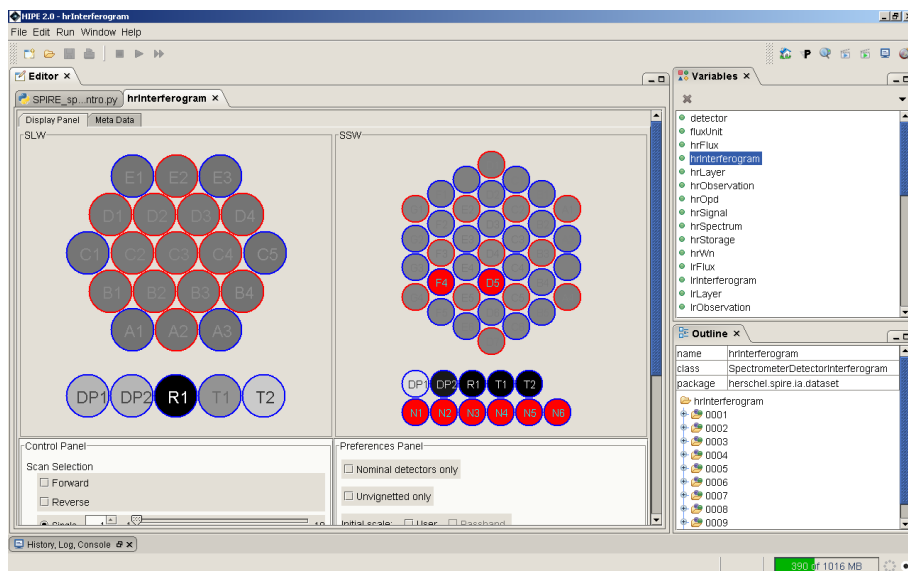 HIPE 2.0 - hrInterferogram
File Edit Run Window Help
Editor ×
SPIRE_sp...ntro.py hrInterferogram ×
Display Panel Meta Data
SLW
E1 E2 E3
D1 D2 D3 D4
C1 C2 C3 C4 C5
B1 B2 B3 B4
A1 A2 A3
DP1 DP2 R1 T1 T2
SSW
F4 D5
DP1 DP2 R1 T1 T2
N1 N2 N3 N4 N5 N6
Control Panel
Scan Selection
Forward
Reverse
Single
Preferences Panel
Nominal detectors only
Unvignetted only
Initial scale: User Passband
Variables ×
detector
fluxUnit
hrFlux
hrInterferogram
hrLayer
hrObservation
hrOpd
hrSignal
hrSpectrum
hrStorage
hrWn
lrFlux
lrInterferogram
lrLayer
lrObservation
Outline ×
name hrInterferogram
class SpectrometerDetectorInterferogram
package herschel.spire.ia.dataset
hrInterferogram
0001
0002
0003
0004
0005
0006
0007
0008
0009
History, Log, Console
390 of 1016 MB